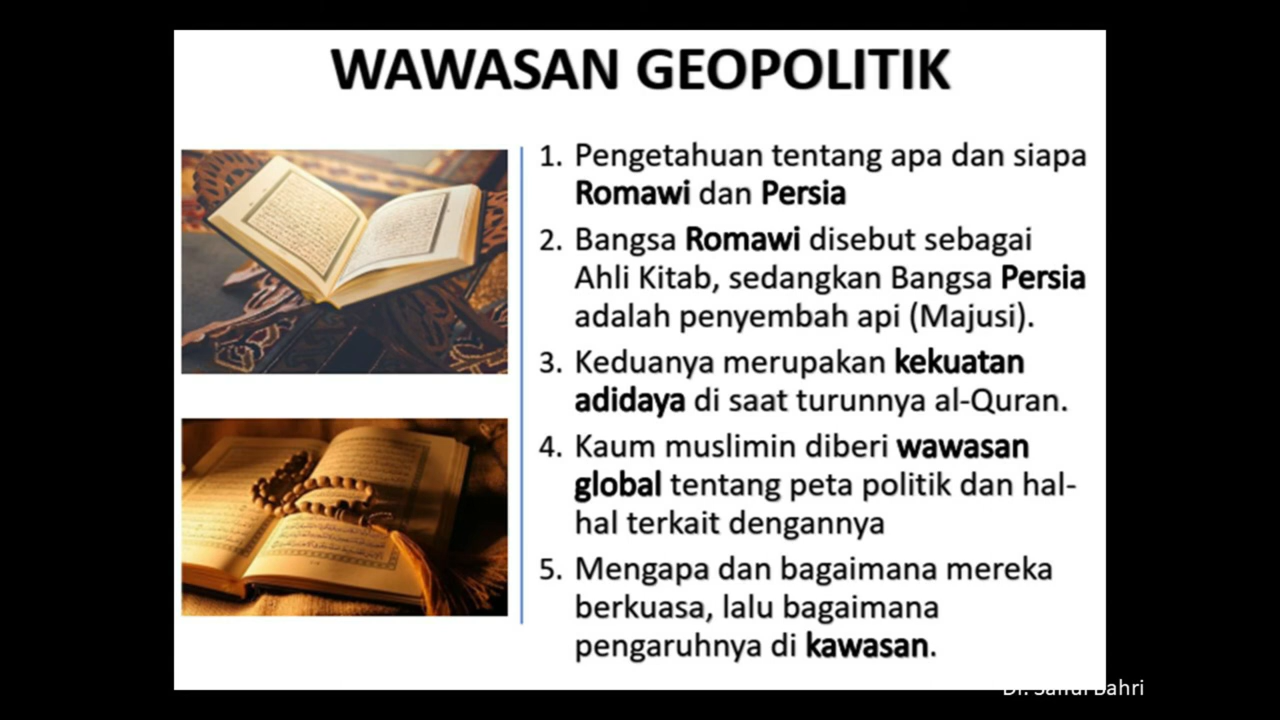 WAWASAN GEOPOLITIK
1. Pengetahuan tentang apa dan siapa
Romawi dan Persia
2. Bangsa Romawi disebut sebagai
Ahli Kitab, sedangkan Bangsa Persia
adalah penyembah api (Majusi).
3. Keduanya merupakan kekuatan
adidaya di saat turunnya al-Quran.
4. Kaum muslimin diberi wawasan
global tentang peta politik dan hal-
hal terkait dengannya
5. Mengapa dan bagaimana mereka
berkuasa, lalu bagaimana
pengaruhnya di kawasan.
Dr. Saiful Bahri